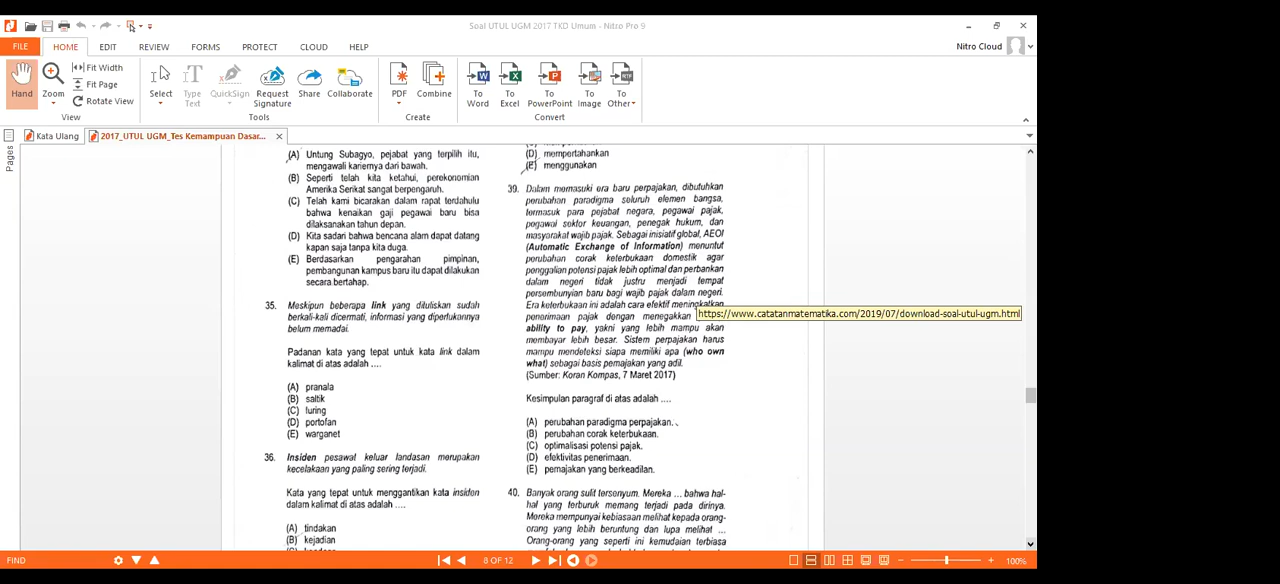 Soal UTUL UGM 2017 TKD Umum - Nitro Pro 9
FILE HOME EDIT REVIEW FORMS PROTECT CLOUD HELP
Nitro Cloud
Hand
Zoom
Fit Width
Fit Page
Rotate View
View
Select
Type Text
QuickSign
Request Signature
Share
Collaborate
Tools
PDF
Combine
Create
To Word
To Excel
To PowerPoint
To Image
To Other
Convert
Kata Ulang
2017_UTUL UGM_Tes Kemampuan Dasar...
Pages
(A) Untung Subagyo, pejabat yang terpilih itu,
mengawali kariernya dari bawah.
(B) Seperti telah kita ketahui, perekonomian
Amerika Serikat sangat berpengaruh.
(C) Telah kami bicarakan dalam rapat terdahulu
bahwa kenaikan gaji pegawai baru bisa
dilaksanakan tahun depan.
(D) Kita sadari bahwa bencana alam dapat datang
kapan saja tanpa kita duga.
(E) Berdasarkan pengarahan pimpinan,
pembangunan kampus baru itu dapat dilakukan
secara bertahap.
35. Meskipun beberapa link yang dituliskan sudah
berkali-kali dicermati, informasi yang diperlukannya
belum memadai.
Padanan kata yang tepat untuk kata link dalam
kalimat di atas adalah ....
(A) pranala
(B) saltik
(C) furing
(D) portofan
(E) warganet
36. Insiden pesawat keluar landasan merupakan
kecelakaan yang paling sering terjadi.
Kata yang tepat untuk menggantikan kata insiden
dalam kalimat di atas adalah ....
(A) tindakan
(B) kejadian
(D) mempertahankan
(E) menggunakan
39. Dalam memasuki era baru perpajakan, dibutuhkan
perubahan paradigma seluruh elemen bangsa,
termasuk para pejabat negara, pegawai pajak,
pegawai sektor keuangan, penegak hukum, dan
masyarakat wajib pajak. Sebagai inisiatif global, AEOI
(Automatic Exchange of Information) menuntut
perubahan corak keterbukaan domestik agar
penggalian potensi pajak lebih optimal dan perbankan
dalam negeri tidak justru menjadi tempat
persembunyian baru bagi wajib pajak dalam negeri.
Era keterbukaan ini adalah cara efektif meningkatkan
penerimaan pajak dengan menegakkan
ability to pay, yakni yang lebih mampu akan
membayar lebih besar. Sistem perpajakan harus
mampu mendeteksi siapa memiliki apa (who own
what) sebagai basis pemajakan yang adil.
(Sumber: Koran Kompas, 7 Maret 2017)
https://www.catatanmatematika.com/2019/07/download-soal-utul-ugm.html
Kesimpulan paragraf di atas adalah ....
(A) perubahan paradigma perpajakan.
(B) perubahan corak keterbukaan.
(C) optimalisasi potensi pajak.
(D) efektivitas penerimaan.
(E) pemajakan yang berkeadilan.
40. Banyak orang sulit tersenyum. Mereka ... bahwa hal-
hal yang terburuk memang terjadi pada dirinya.
Mereka mempunyai kebiasaan melihat kepada orang-
orang yang lebih beruntung dan lupa melihat ...
Orang-orang yang seperti ini kemudaian terbiasa
FIND
8 OF 12
100%